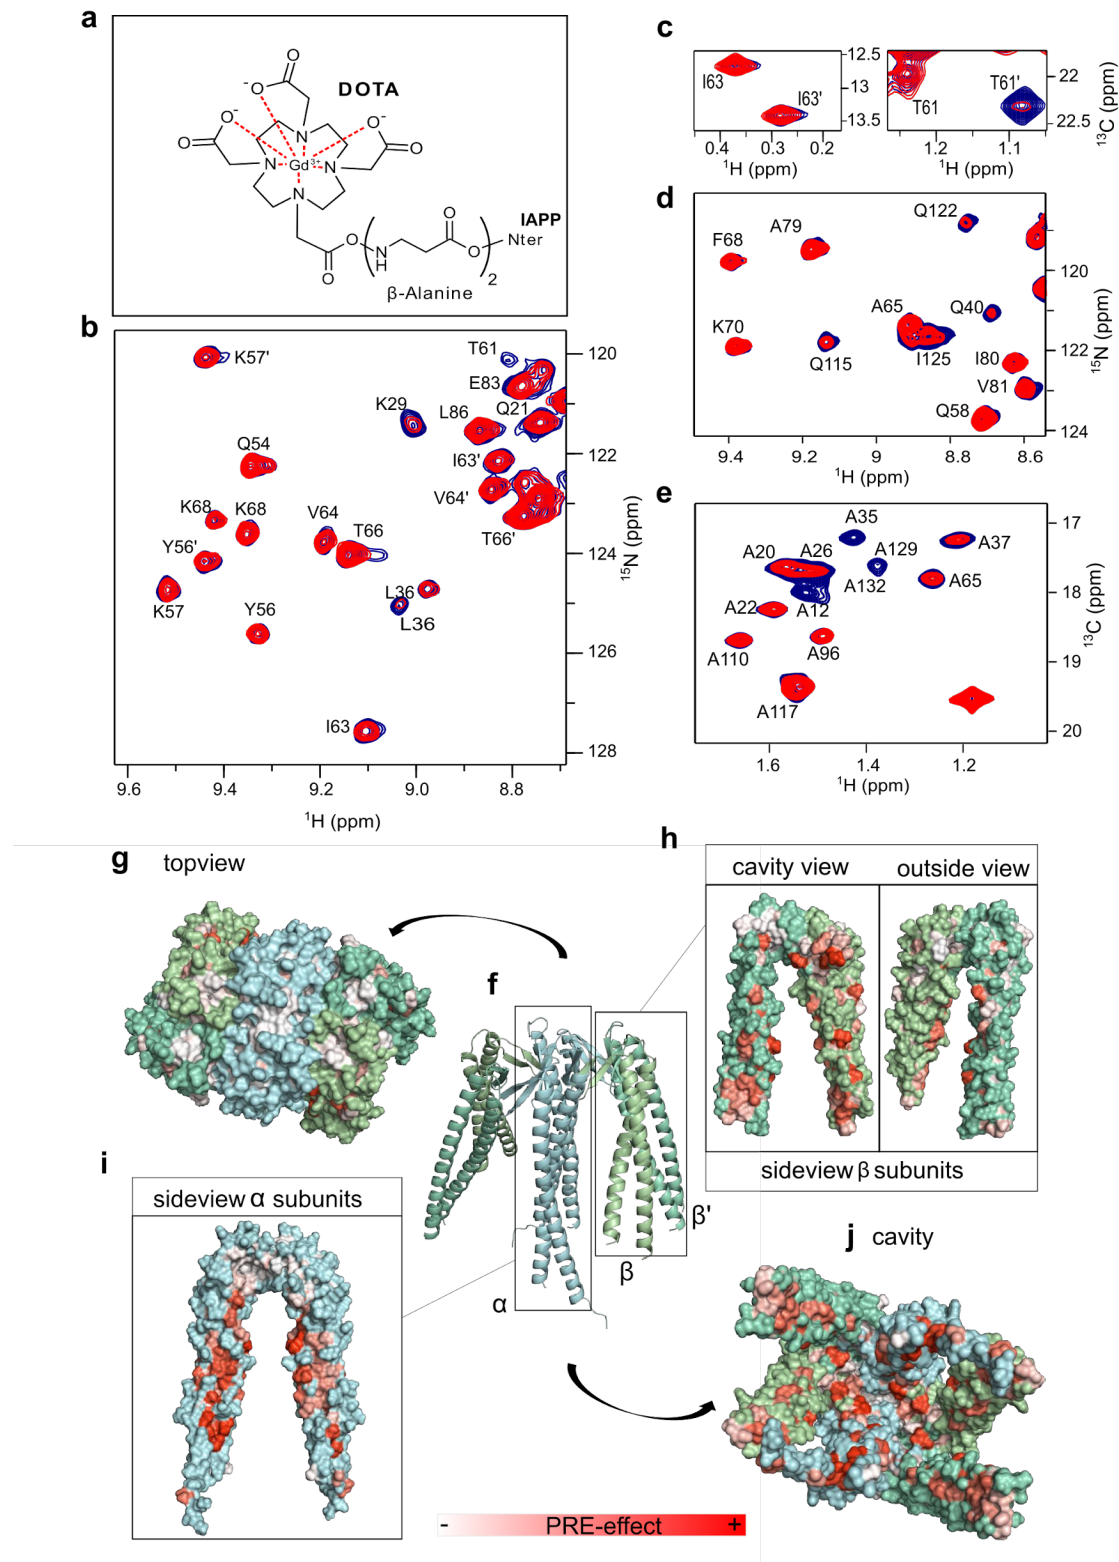 a
O
O⁻
DOTA
O
O⁻
O⁻
N
O
O
N
Gd³⁺
N
O
N
O
IAPP
O
N
H
O
Nter
O
2
β-Alanine
b
K57'
T61
E83
K29
L86
Q21
Q54
I63'
V64'
K68
K68
V64
T66
T66'
Y56'
L36
K57
Y56
L36
I63
120
122
124
126
128
¹⁵N (ppm)
9.6
9.4
9.2
9.0
8.8
¹H (ppm)
c
I63
I63'
12.5
13
13.5
0.4
0.3
0.2
¹H (ppm)
T61
T61'
22
22.5
1.2
1.1
¹H (ppm)
¹³C (ppm)
d
Q122
A79
F68
A65
Q40
K70
Q115
I125
I80
V81
Q58
120
122
124
¹⁵N (ppm)
9.4
9.2
9
8.8
8.6
¹H (ppm)
e
A35
A20
A26
A129
A37
A132
A65
A22
A12
A110
A96
A117
17
18
19
20
¹³C (ppm)
1.6
1.4
1.2
¹H (ppm)
g
topview
h
cavity view
outside view
sideview β subunits
f
α
β
β'
i
sideview α subunits
j
cavity
-
PRE-effect
+